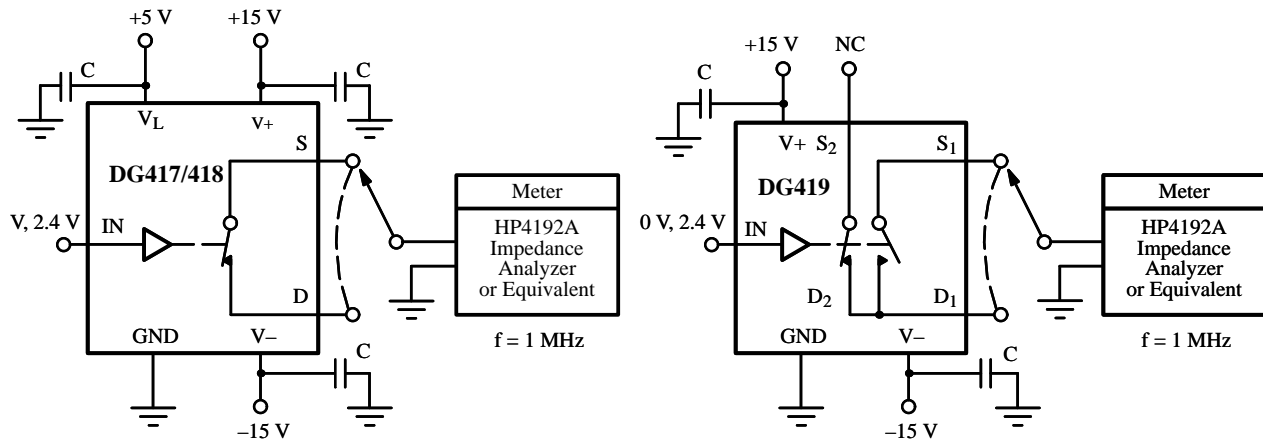 +5 V
+15 V
C
C
VL
V+
S
DG417/418
V, 2.4 V
IN
D
GND
V–
C
–15 V
Meter
HP4192A
Impedance
Analyzer
or Equivalent
f = 1 MHz
+15 V
NC
C
V+
S2
S1
DG419
0 V, 2.4 V
IN
D2
D1
GND
V–
C
–15 V
Meter
HP4192A
Impedance
Analyzer
or Equivalent
f = 1 MHz